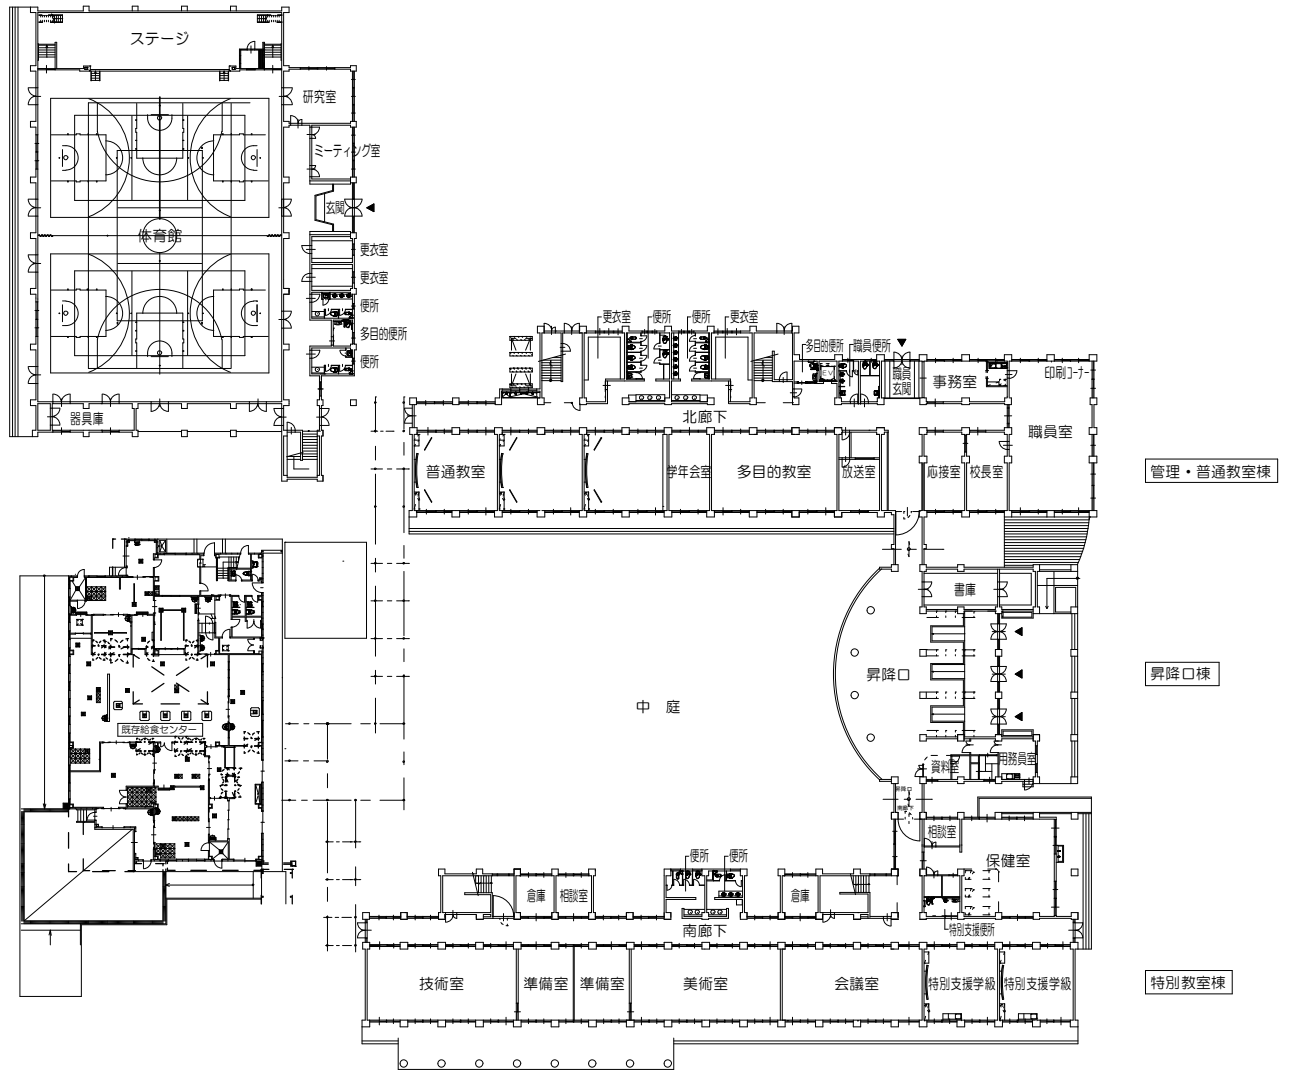 ステージ
研究室
ミーティング室
玄関
体育館
更衣室
更衣室
便所
多目的便所
便所
器具庫
更衣室
便所
便所
更衣室
多目的便所
職員便所
EV
職員
玄関
事務室
印刷コーナー
北廊下
職員室
普通教室
学年会室
多目的教室
放送室
応接室
校長室
管理・普通教室棟
書庫
昇降口
昇降口棟
中 庭
既存給食センター
資料室
用務員室
昇降口
南廊下
相談室
保健室
便所
便所
倉庫
相談室
倉庫
特別支援便所
南廊下
技術室
準備室
準備室
美術室
会議室
特別支援学級
特別支援学級
特別教室棟